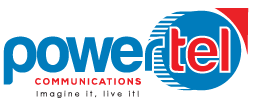 powertel
COMMUNICATIONS
Imagine it, live it!